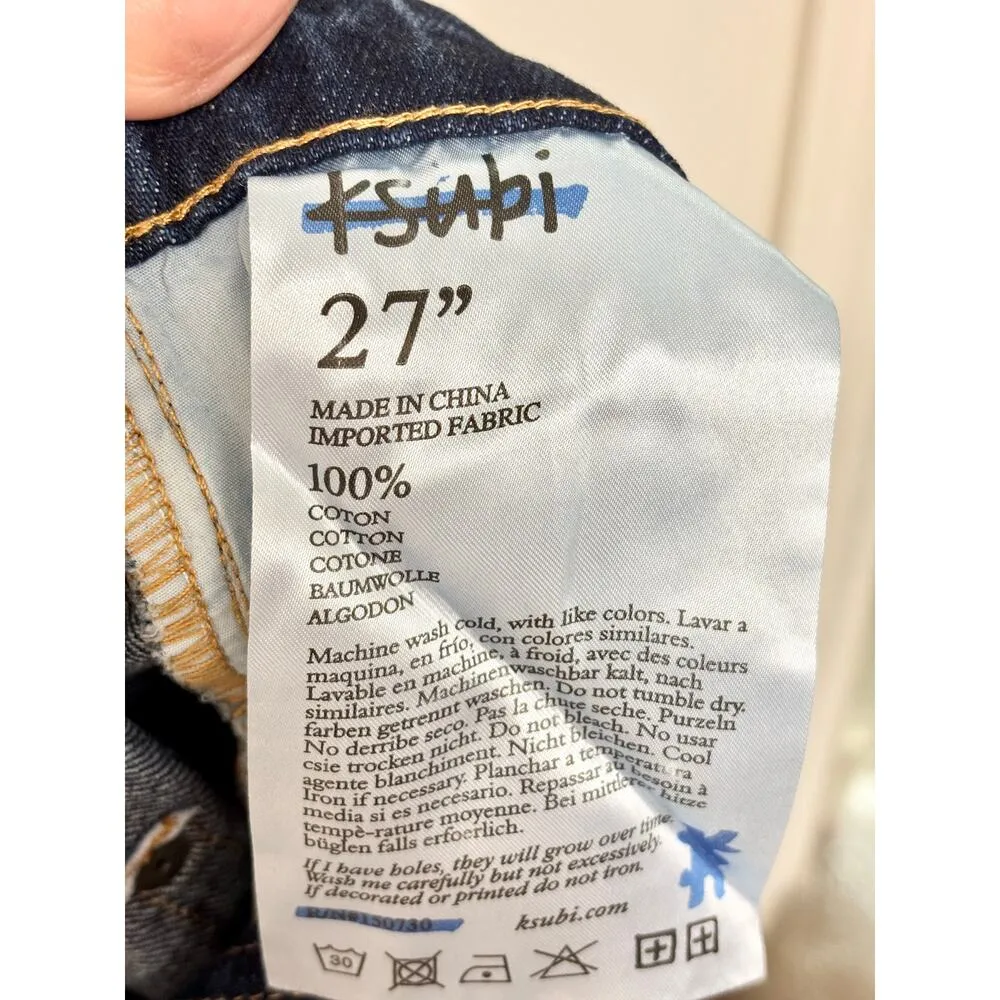 ksubi
27”
MADE IN CHINA
IMPORTED FABRIC
100%
COTON
COTTON
COTONE
BAUMWOLLE
ALGODON
Machine wash cold, with like colors. Lavar a
maquina, en frío, con colores similares.
Lavable en machine, à froid, avec des couleurs
similaires. Machinenwaschbar kalt, nach
farben getrennt waschen. Do not tumble dry.
No derribe seco. Pas la chute seche. Purzeln
csie trocken nicht. Do not bleach. No usar
agente blanchiment. Nicht bleichen. Cool
Iron if necessary. Planchar a temperatura
media si es necesario. Repassar au besoin à
tempè-rature moyenne. Bei mittlerer hitze
büglen falls erfoerlich.
If I have holes, they will grow over time.
Wash me carefully but not excessively.
If decorated or printed do not iron.
R/N#150730
ksubi.com
30